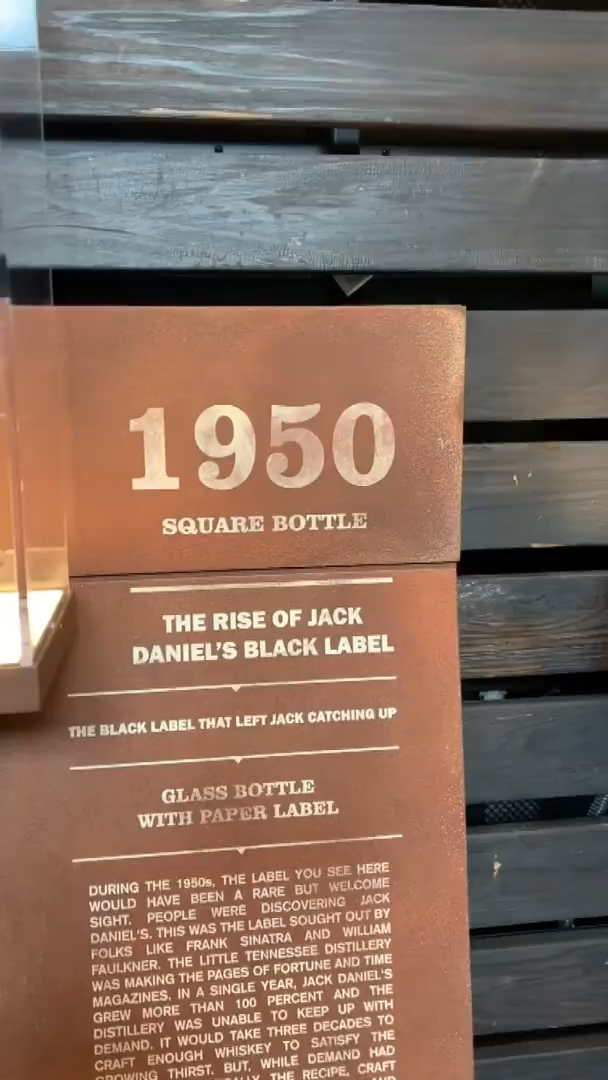 1950
SQUARE BOTTLE
THE RISE OF JACK
DANIEL'S BLACK LABEL
THE BLACK LABEL THAT LEFT JACK CATCHING UP
GLASS BOTTLE
WITH PAPER LABEL
DURING THE 1950s, THE LABEL YOU SEE HERE
WOULD HAVE BEEN A RARE BUT WELCOME
SIGHT. PEOPLE WERE DISCOVERING JACK
DANIEL'S. THIS WAS THE LABEL SOUGHT OUT BY
FOLKS LIKE FRANK SINATRA AND WILLIAM
FAULKNER. THE LITTLE TENNESSEE DISTILLERY
WAS MAKING THE PAGES OF FORTUNE AND TIME
MAGAZINES, IN A SINGLE YEAR, JACK DANIEL'S
GREW MORE THAN 100 PERCENT AND THE
DISTILLERY WAS UNABLE TO KEEP UP WITH
DEMAND. IT WOULD TAKE THREE DECADES TO
CRAFT ENOUGH WHISKEY TO SATISFY THE
GROWING THIRST. BUT, WHILE DEMAND HAD
THE RECIPE, CRAFT
AND